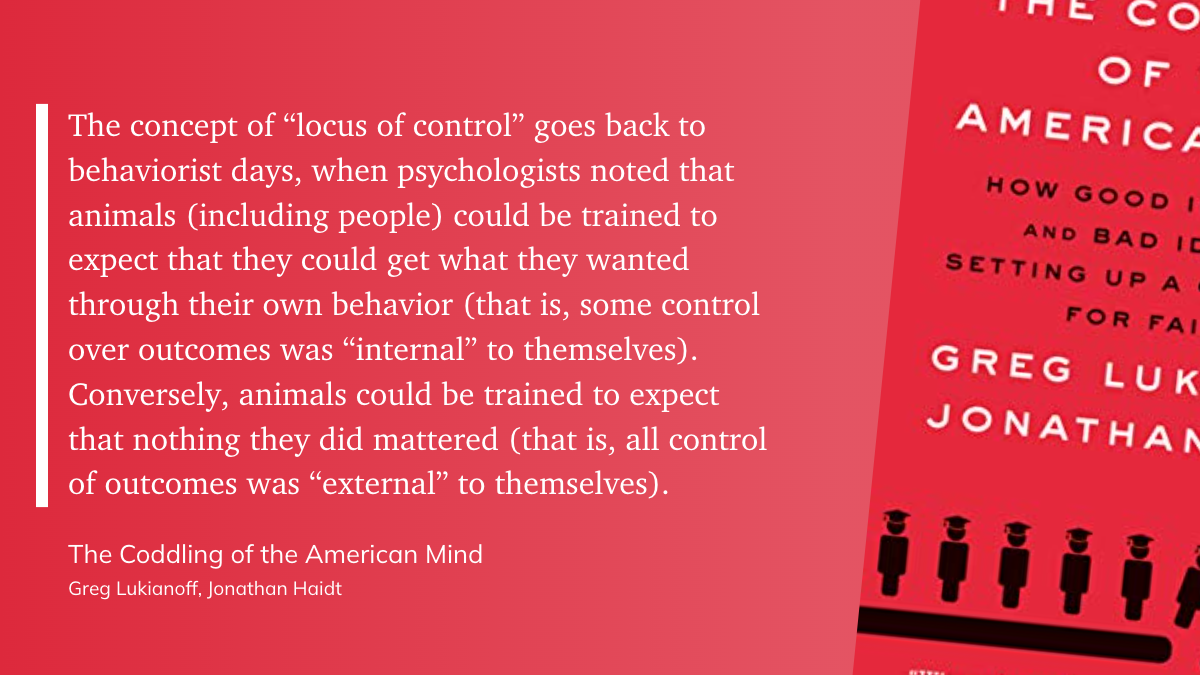 The concept of “locus of control” goes back to
behaviorist days, when psychologists noted that
animals (including people) could be trained to
expect that they could get what they wanted
through their own behavior (that is, some control
over outcomes was “internal” to themselves).
Conversely, animals could be trained to expect
that nothing they did mattered (that is, all control
of outcomes was “external” to themselves).
The Coddling of the American Mind
Greg Lukianoff, Jonathan Haidt
THE CO
OF
AMERICA
HOW GOOD I
AND BAD ID
SETTING UP A
FOR FAI
GREG LUK
JONATHAN